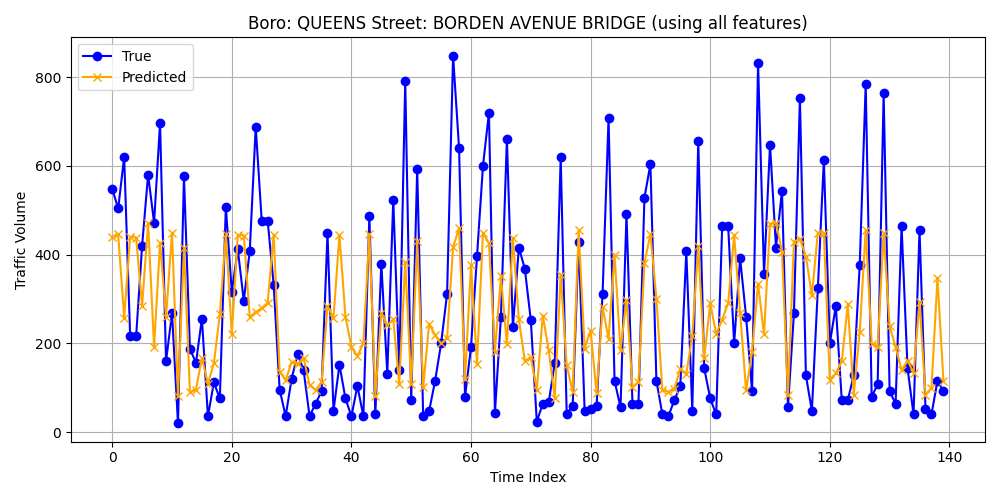 Boro: QUEENS Street: BORDEN AVENUE BRIDGE (using all features)
True
Predicted
Traffic Volume
800
600
400
200
0
0 20 40 60 80 100 120 140
Time Index